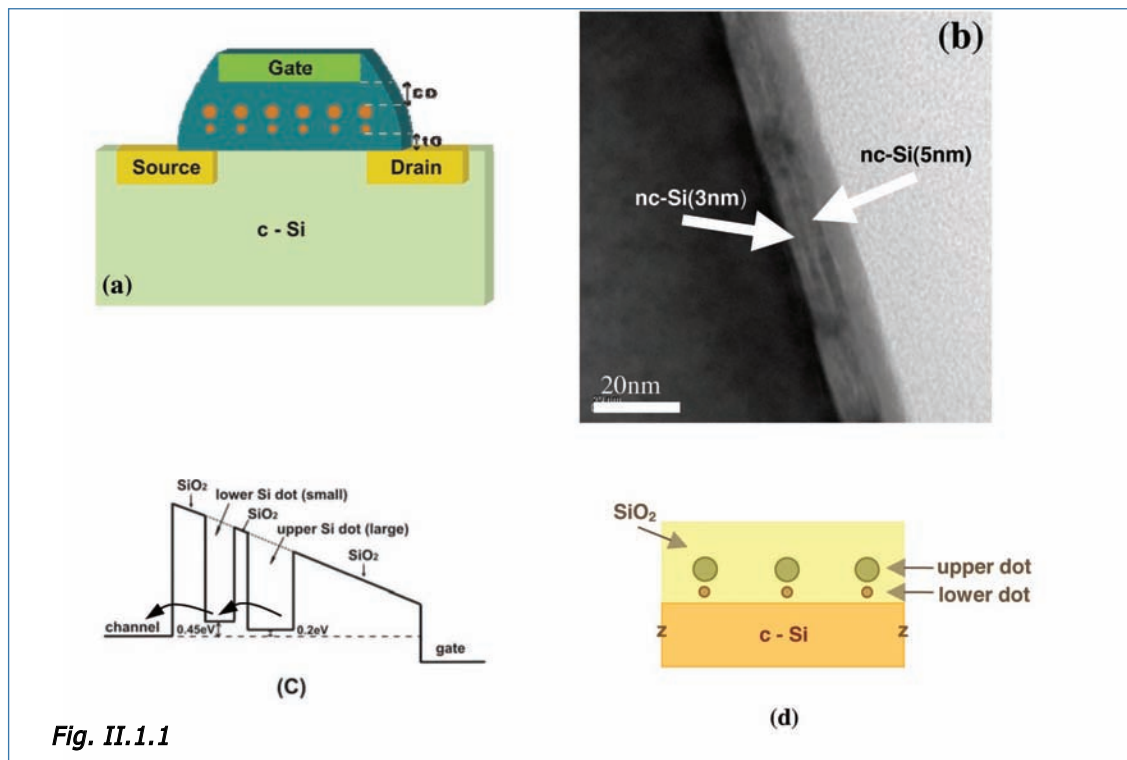 Gate
CO
tO
Source
Drain
c - Si
(a)
(b)
nc-Si(5nm)
nc-Si(3nm)
20nm
SiO₂
lower Si dot (small)
SiO₂
upper Si dot (large)
SiO₂
channel
0.45eV
0.2eV
gate
(C)
SiO₂
upper dot
lower dot
z
c - Si
z
(d)
Fig. II.1.1